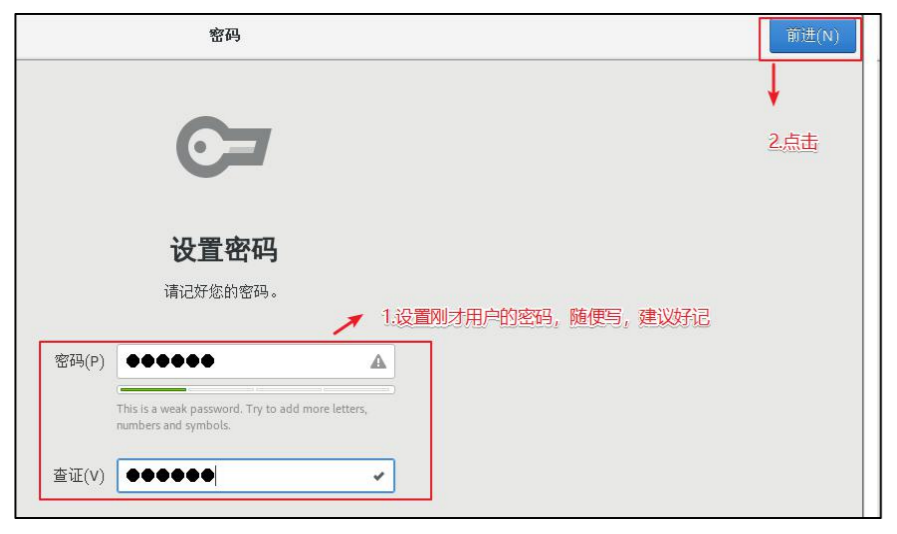 密码
前进(N)
2.点击
设置密码
请记好您的密码。
1.设置刚才用户的密码，随便写，建议好记
密码(P) ●●●●●●
This is a weak password. Try to add more letters,
numbers and symbols.
查证(V) ●●●●●●